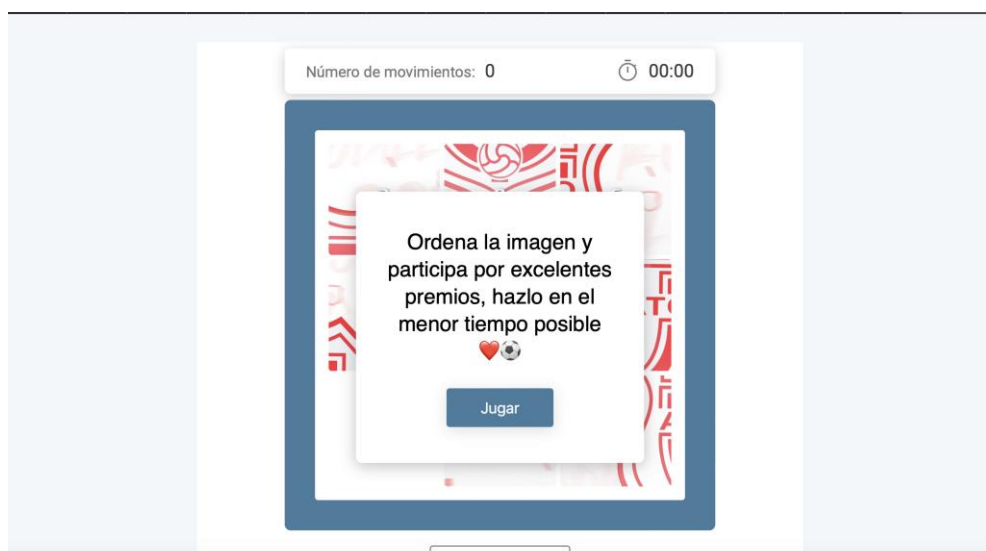 Número de movimientos: 0
00:00
Ordena la imagen y
participa por excelentes
premios, hazlo en el
menor tiempo posible
❤️⚽
Jugar